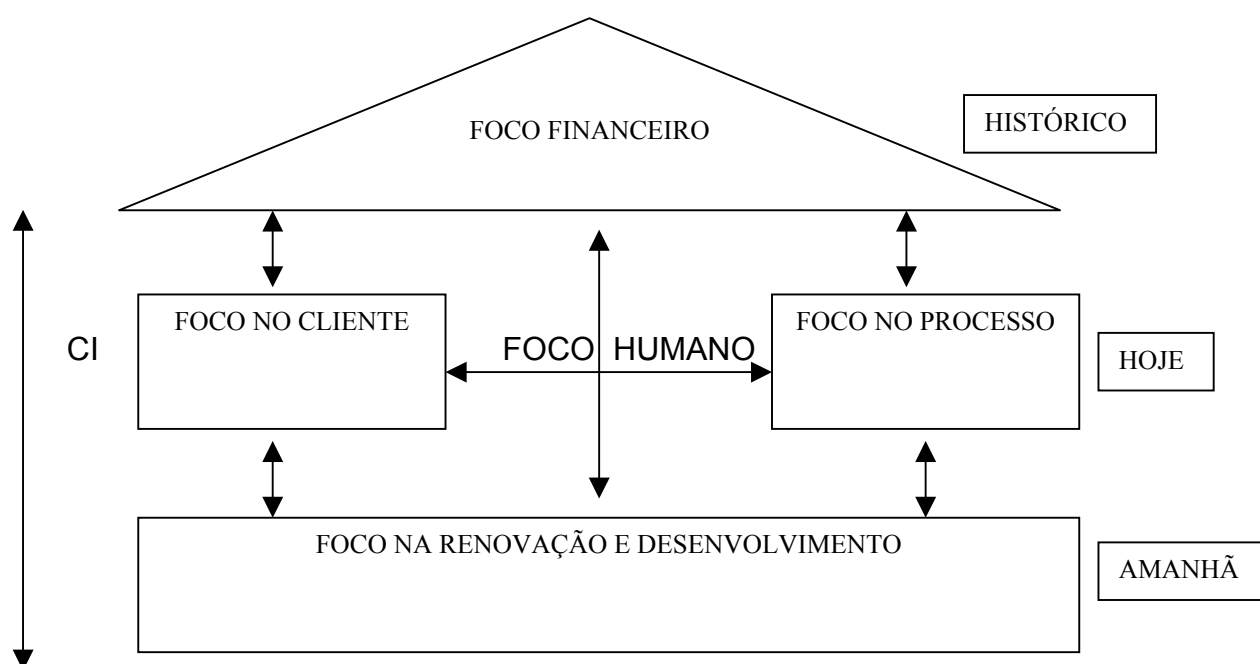 FOCO FINANCEIRO
HISTÓRICO
FOCO NO CLIENTE
FOCO NO PROCESSO
CI
FOCO HUMANO
HOJE
FOCO NA RENOVAÇÃO E DESENVOLVIMENTO
AMANHÃ